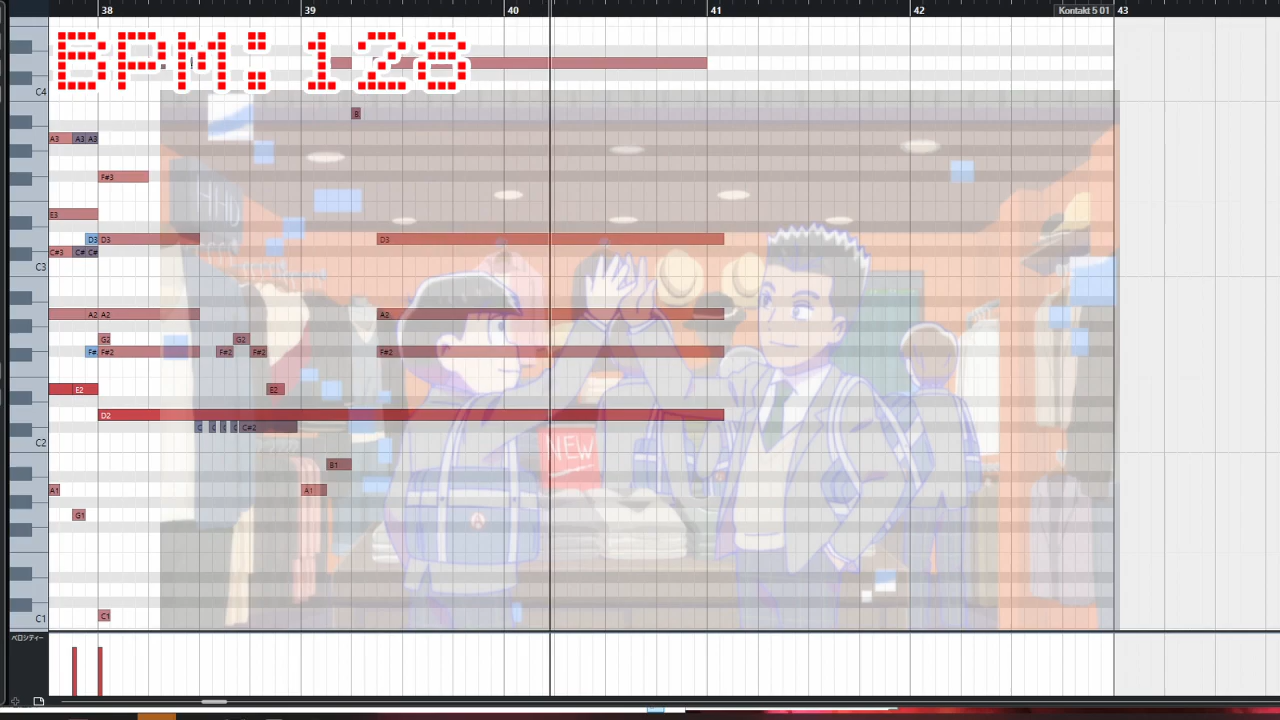 38 39 40 41 42 Kontakt 5 01 43
BPM: 128
C4
B
A3 A3 A3
F#3
E3
D3 D3 D3
C#3 C# C#
C3
A2 A2 A2
G2 G2
F# F#2 F#2 F#2 F#2
E2 E2
D2
C#2
C2
NEW
B1
A1 A1
G1
C1 C1
ベロシティー